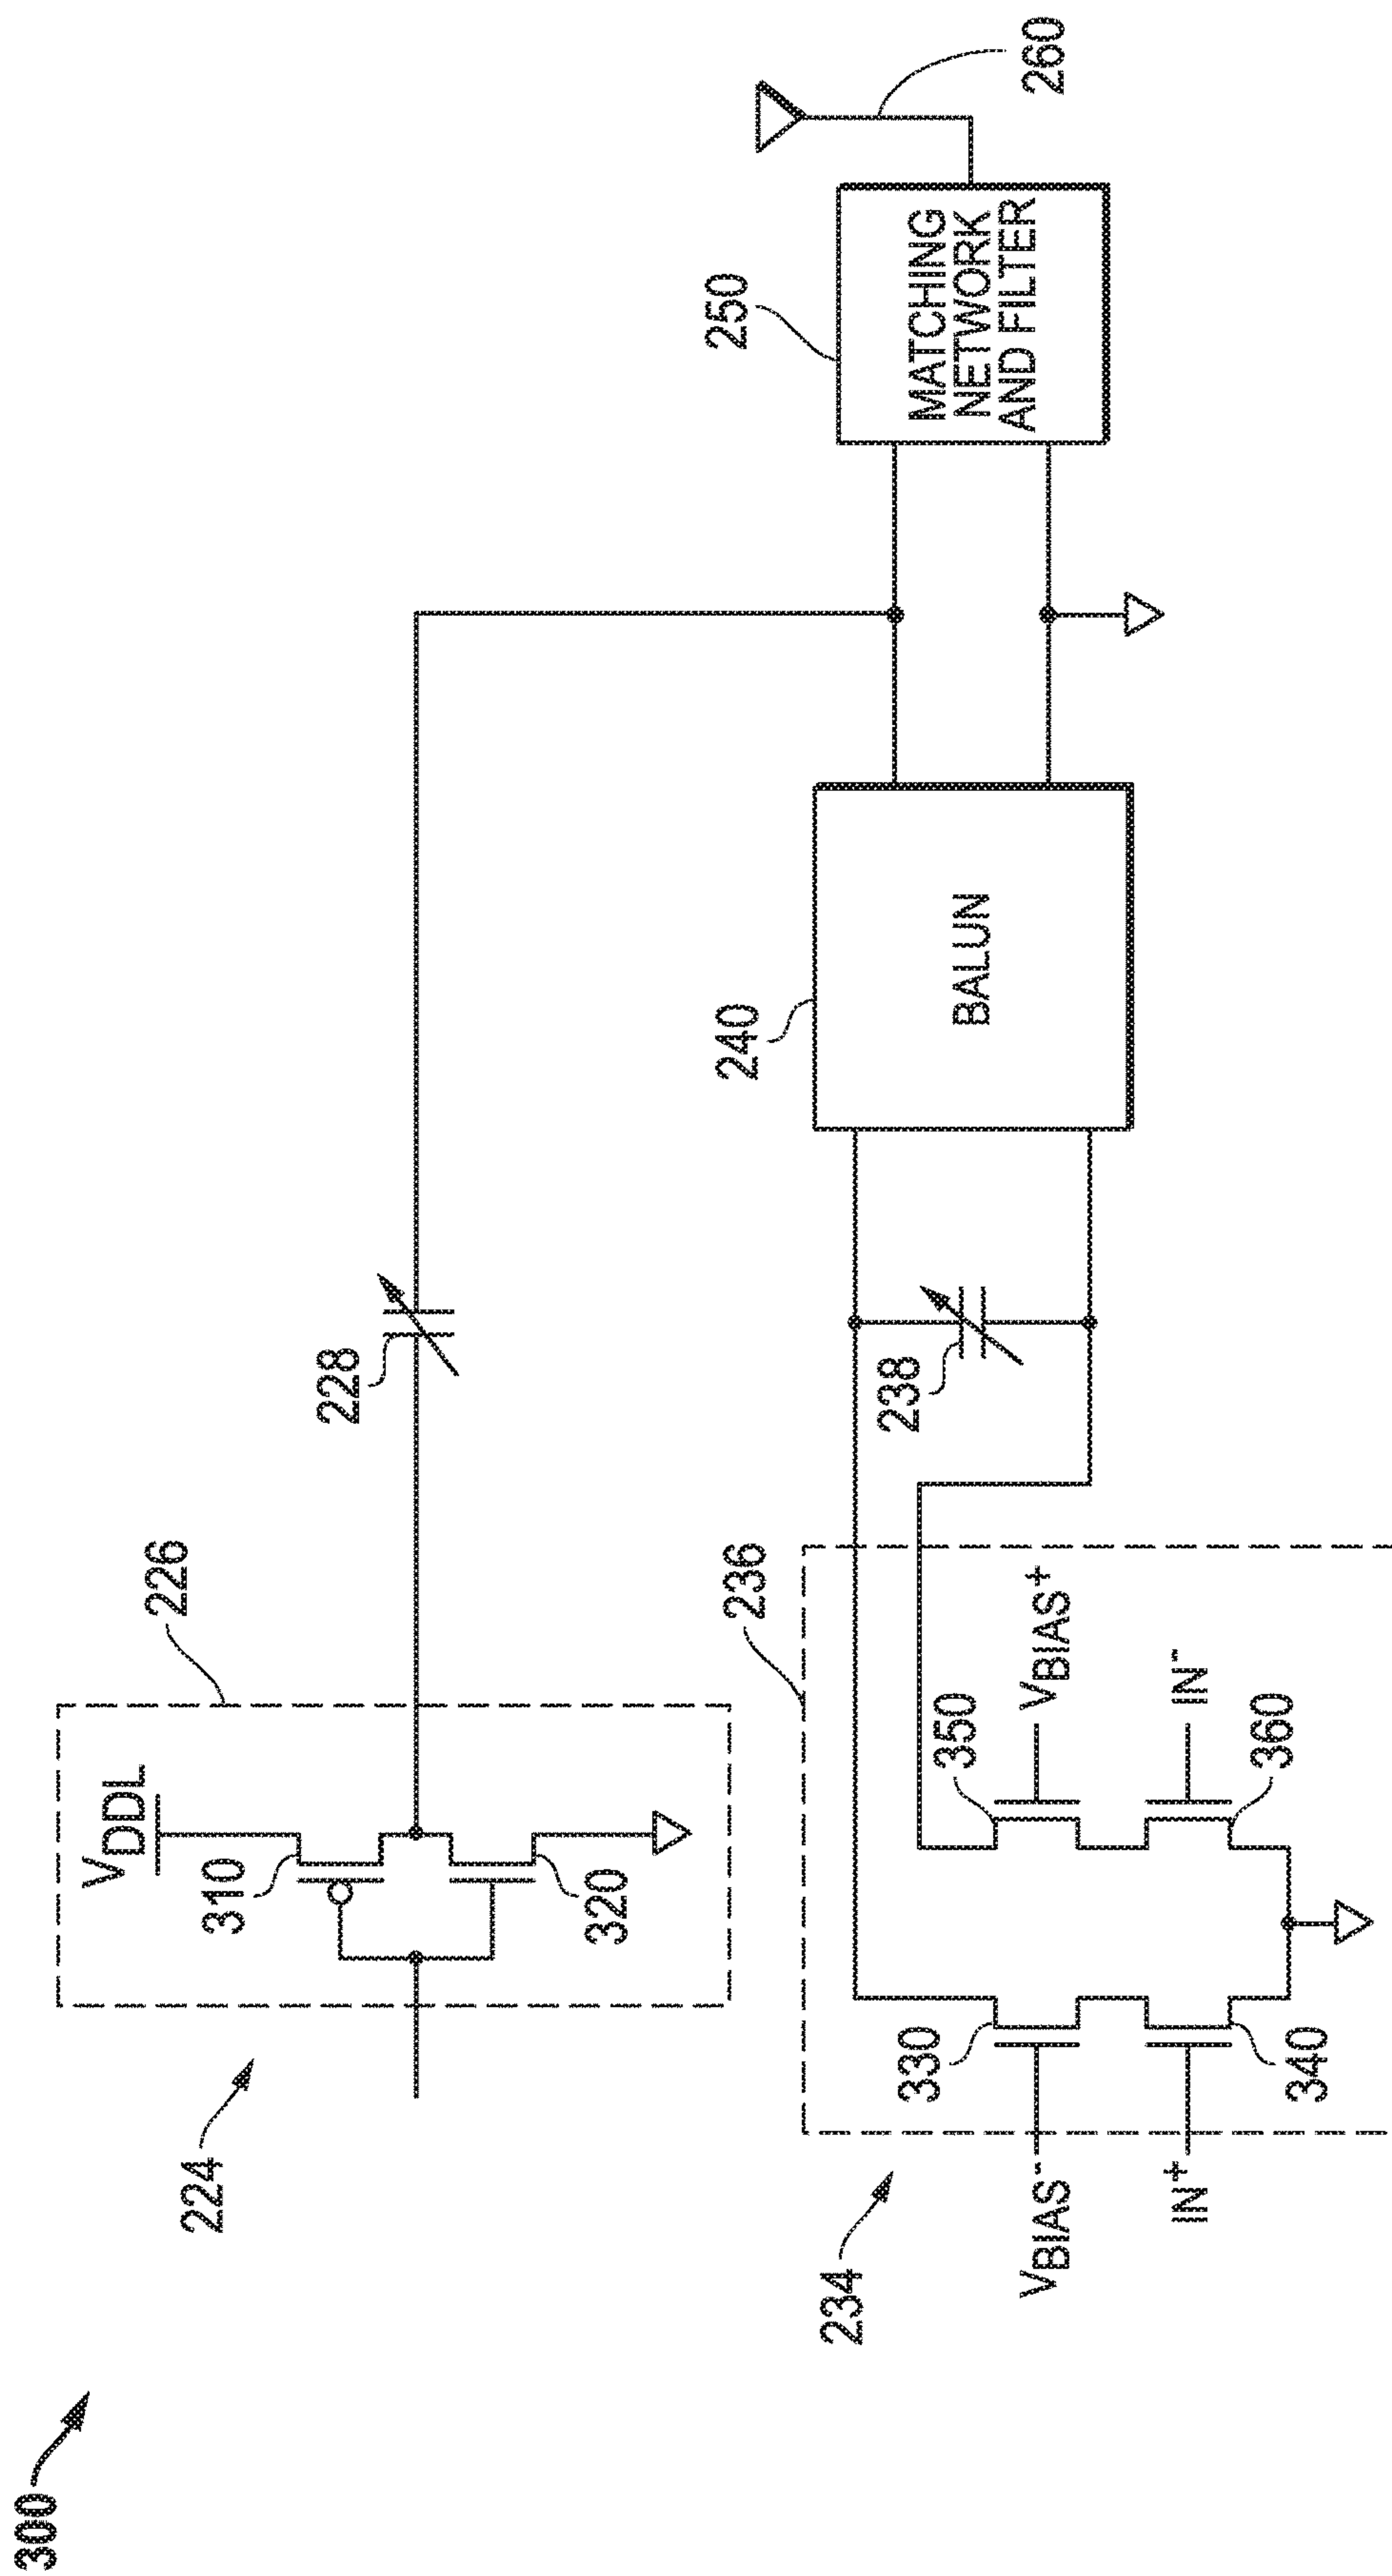 300
224
226
VDDL
310
320
228
234
236
VBIAS-
IN+
330
340
350
360
VBIAS+
IN-
238
240
BALUN
250
MATCHING
NETWORK
AND FILTER
260